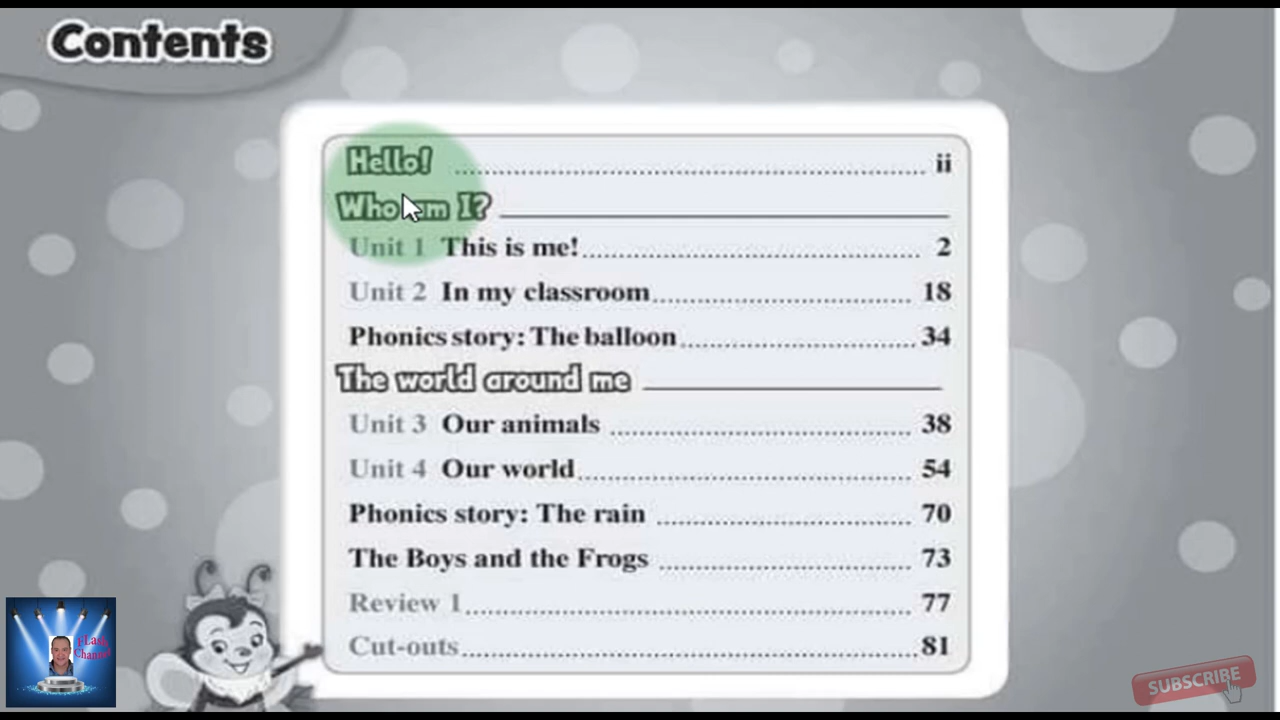 Contents
Hello! ii
Who am I?
Unit 1 This is me! 2
Unit 2 In my classroom 18
Phonics story: The balloon 34
The world around me
Unit 3 Our animals 38
Unit 4 Our world 54
Phonics story: The rain 70
The Boys and the Frogs 73
Review 1 77
Cut-outs 81
FLash
Channel
SUBSCRIBE